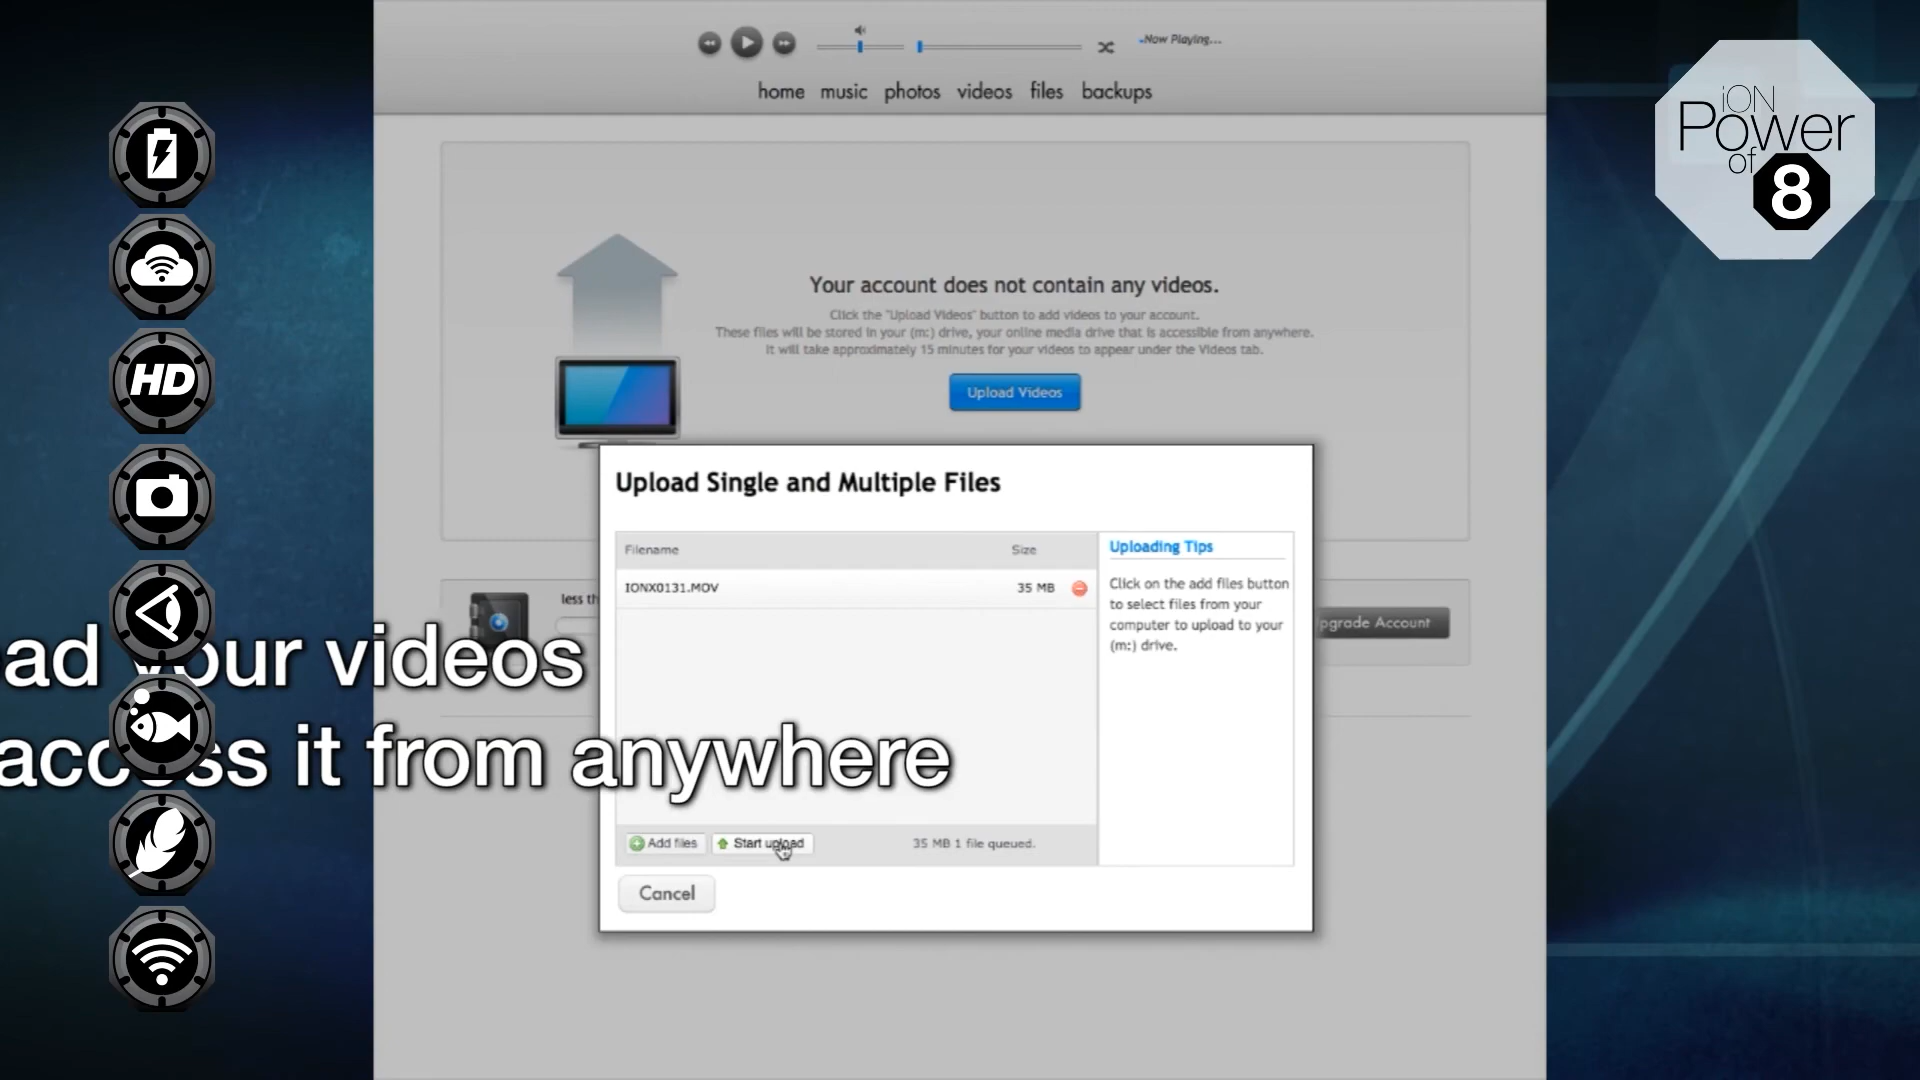 Now Playing...
home music photos videos files backups
iON
Power
of 8
Your account does not contain any videos.
Click the "Upload Videos" button to add videos to your account.
These files will be stored in your (m:) drive, your online media drive that is accessible from anywhere.
It will take approximately 15 minutes for your videos to appear under the Videos tab.
Upload Videos
HD
Upload Single and Multiple Files
Filename Size
IONX0131.MOV 35 MB
Uploading Tips
Click on the add files button
to select files from your
computer to upload to your
(m:) drive.
less th
pgrade Account
ad your videos
access it from anywhere
Add files Start upload 35 MB 1 file queued.
Cancel